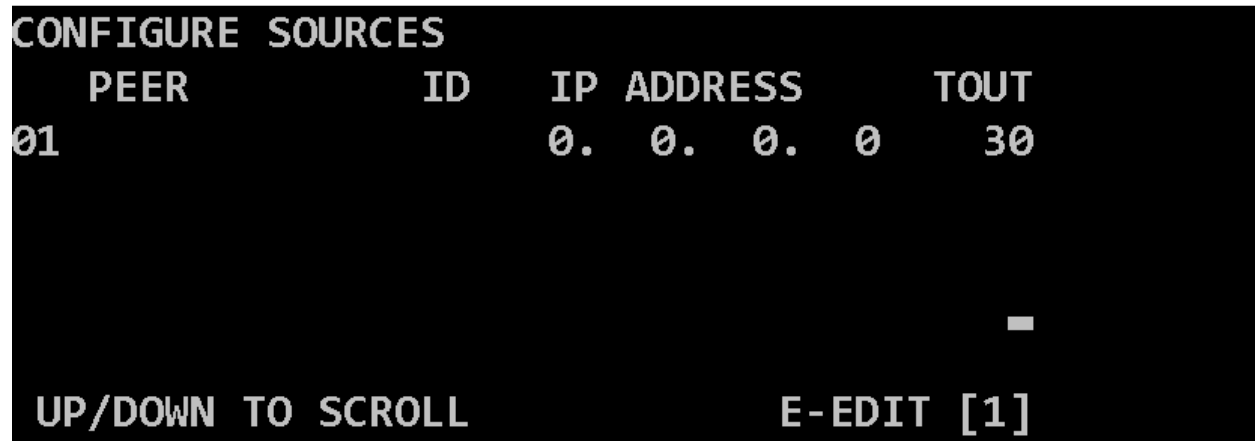 CONFIGURE SOURCES
PEER ID IP ADDRESS TOUT
01 0. 0. 0. 0 30
UP/DOWN TO SCROLL E-EDIT [1]